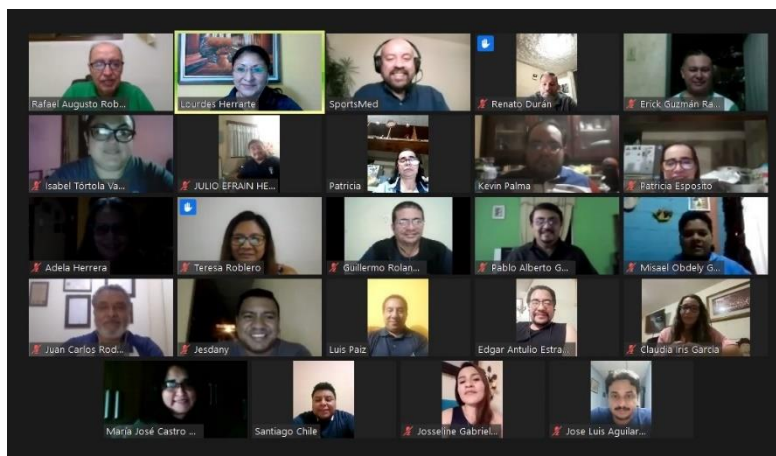 Rafael Augusto Rob...
Lourdes Herrarte
SportsMed
Renato Durán
Erick Guzmán Ra...
Isabel Tórtola Va...
JULIO EFRAIN HE...
Patricia
Kevin Palma
Patricia Esposito
Adela Herrera
Teresa Roblero
Guillermo Rolan...
Pablo Alberto G...
Misael Obdely G...
Juan Carlos Rod...
Jesdany
Luis Paiz
Edgar Antulio Estra...
Claudia Iris Garcia
María José Castro ...
Santiago Chile
Josseline Gabriel...
Jose Luis Aguilar...